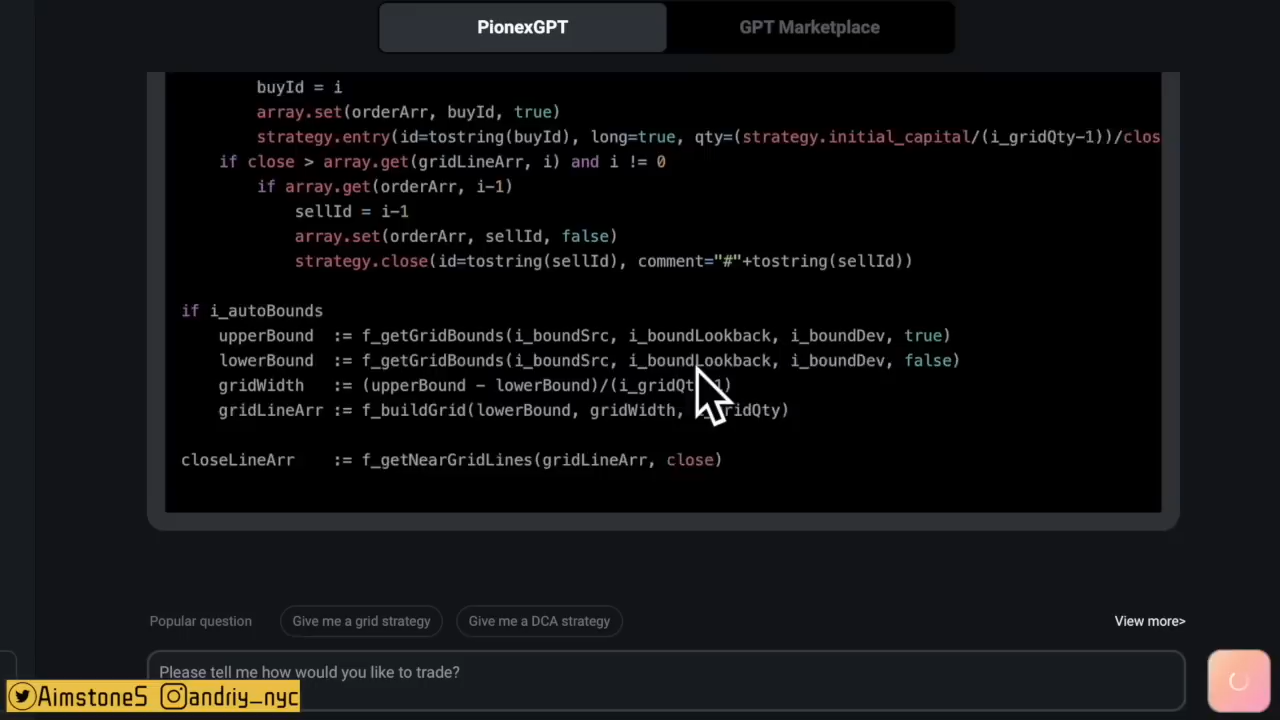 PionexGPT
GPT Marketplace
buyId = i
array.set(orderArr, buyId, true)
strategy.entry(id=tostring(buyId), long=true, qty=(strategy.initial_capital/(i_gridQty-1))/clos
if close > array.get(gridLineArr, i) and i != 0
if array.get(orderArr, i-1)
sellId = i-1
array.set(orderArr, sellId, false)
strategy.close(id=tostring(sellId), comment="#"+tostring(sellId))
if i_autoBounds
upperBound := f_getGridBounds(i_boundSrc, i_boundLookback, i_boundDev, true)
lowerBound := f_getGridBounds(i_boundSrc, i_boundLookback, i_boundDev, false)
gridWidth := (upperBound - lowerBound)/(i_gridQt 1)
gridLineArr := f_buildGrid(lowerBound, gridWidth, i_gridQty)
closeLineArr := f_getNearGridLines(gridLineArr, close)
Popular question
Give me a grid strategy
Give me a DCA strategy
View more>
Please tell me how would you like to trade?
AimstoneS andriy_nyc